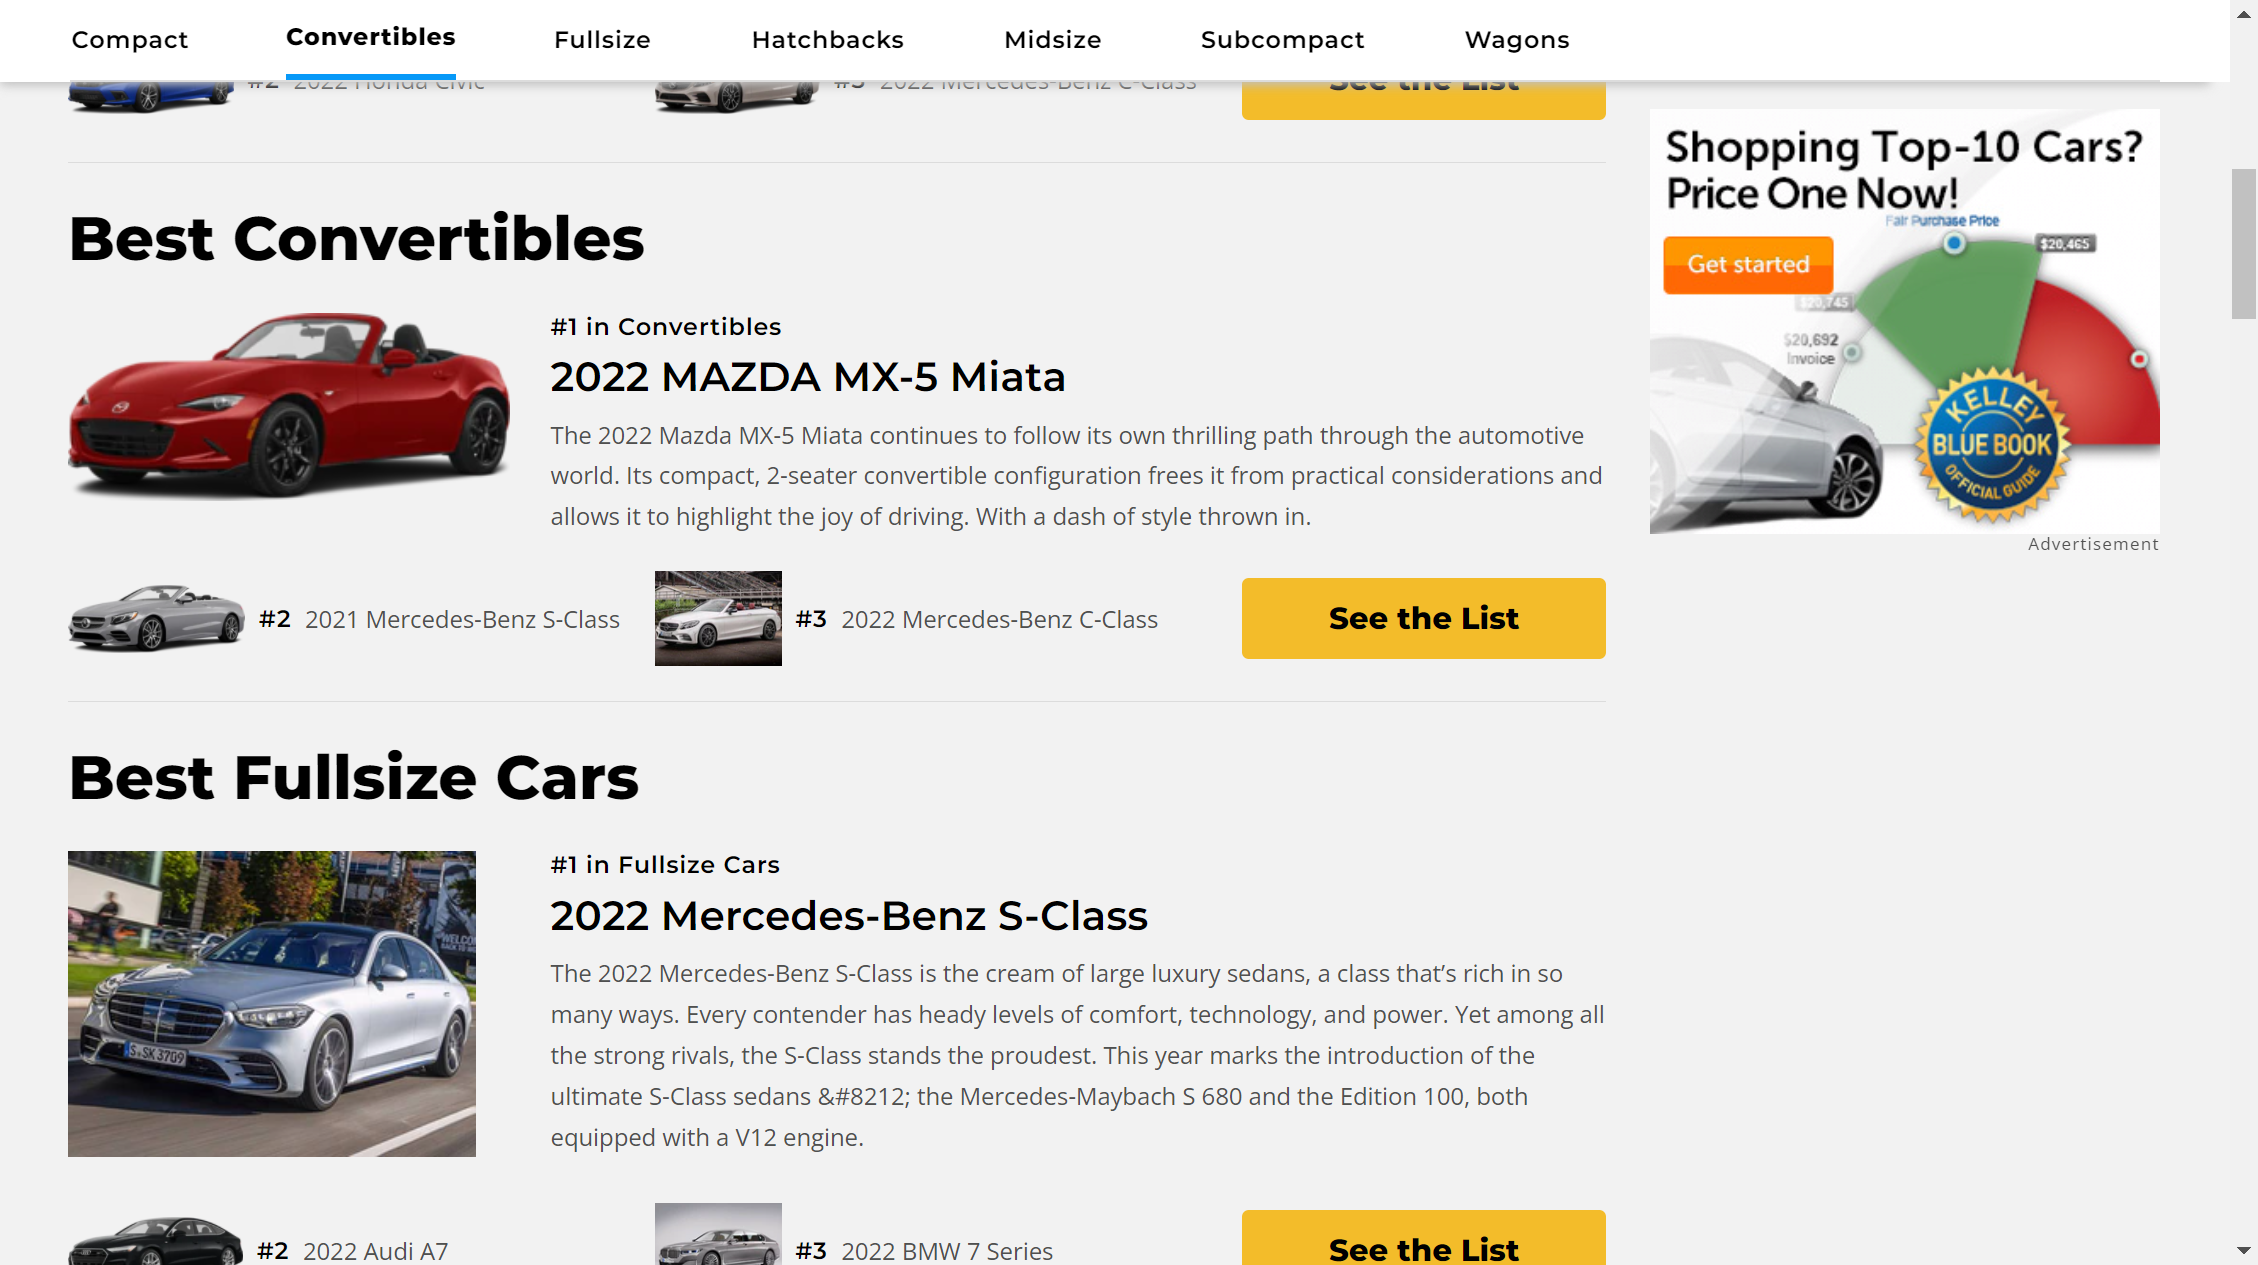 Compact
Convertibles
Fullsize
Hatchbacks
Midsize
Subcompact
Wagons
#2 2022 Honda Civic
#3 2022 Mercedes-Benz C-Class
See the List
Best Convertibles
#1 in Convertibles
2022 MAZDA MX-5 Miata
The 2022 Mazda MX-5 Miata continues to follow its own thrilling path through the automotive
world. Its compact, 2-seater convertible configuration frees it from practical considerations and
allows it to highlight the joy of driving. With a dash of style thrown in.
#2 2021 Mercedes-Benz S-Class
#3 2022 Mercedes-Benz C-Class
See the List
Best Fullsize Cars
#1 in Fullsize Cars
2022 Mercedes-Benz S-Class
The 2022 Mercedes-Benz S-Class is the cream of large luxury sedans, a class that’s rich in so
many ways. Every contender has heady levels of comfort, technology, and power. Yet among all
the strong rivals, the S-Class stands the proudest. This year marks the introduction of the
ultimate S-Class sedans &#8212; the Mercedes-Maybach S 680 and the Edition 100, both
equipped with a V12 engine.
S-SK 3709
#2 2022 Audi A7
#3 2022 BMW 7 Series
See the List
Shopping Top-10 Cars?
Price One Now!
Fair Purchase Price
$20,465
Get started
$20,745
$20,692
Invoice
KELLEY
BLUE BOOK
OFFICIAL GUIDE
Advertisement